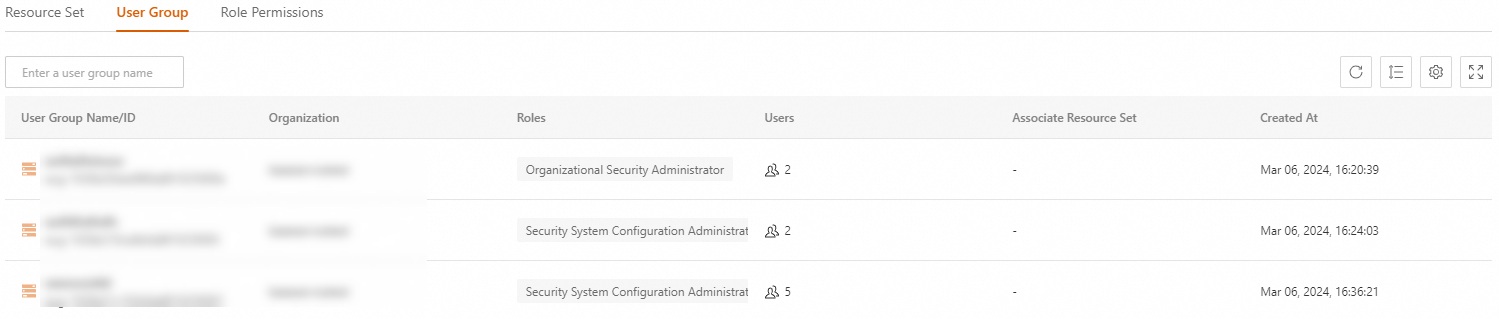 Resource Set User Group Role Permissions
Enter a user group name
User Group Name/ID Organization Roles Users Associate Resource Set Created At
Organizational Security Administrator 2 - Mar 06, 2024, 16:20:39
Security System Configuration Administrat 2 - Mar 06, 2024, 16:24:03
Security System Configuration Administrat 5 - Mar 06, 2024, 16:36:21